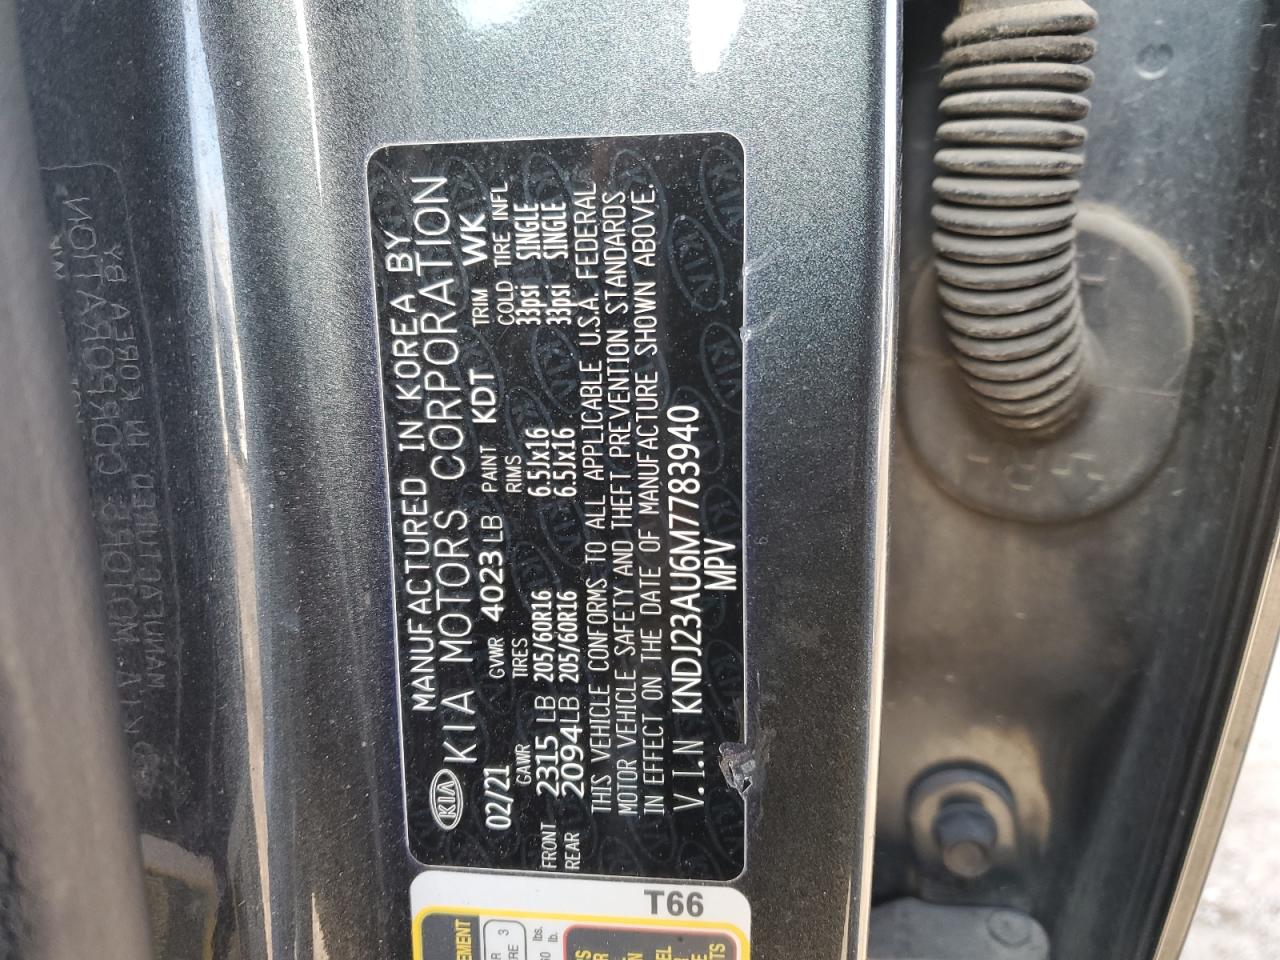 MANUFACTURED IN KOREA BY
KIA KIA MOTORS CORPORATION
02/21 GVWR 4023 LB PAINT KDT TRIM WK
GAWR TIRES RIMS COLD TIRE INFL
FRONT 2315 LB 205/60R16 6.5Jx16 33psi SINGLE
REAR 2094LB 205/60R16 6.5Jx16 33psi SINGLE
THIS VEHICLE CONFORMS TO ALL APPLICABLE U.S.A. FEDERAL
MOTOR VEHICLE SAFETY AND THEFT PREVENTION STANDARDS
IN EFFECT ON THE DATE OF MANUFACTURE SHOWN ABOVE.
V.I.N KNDJ23AU6M7783940
MPV
T66